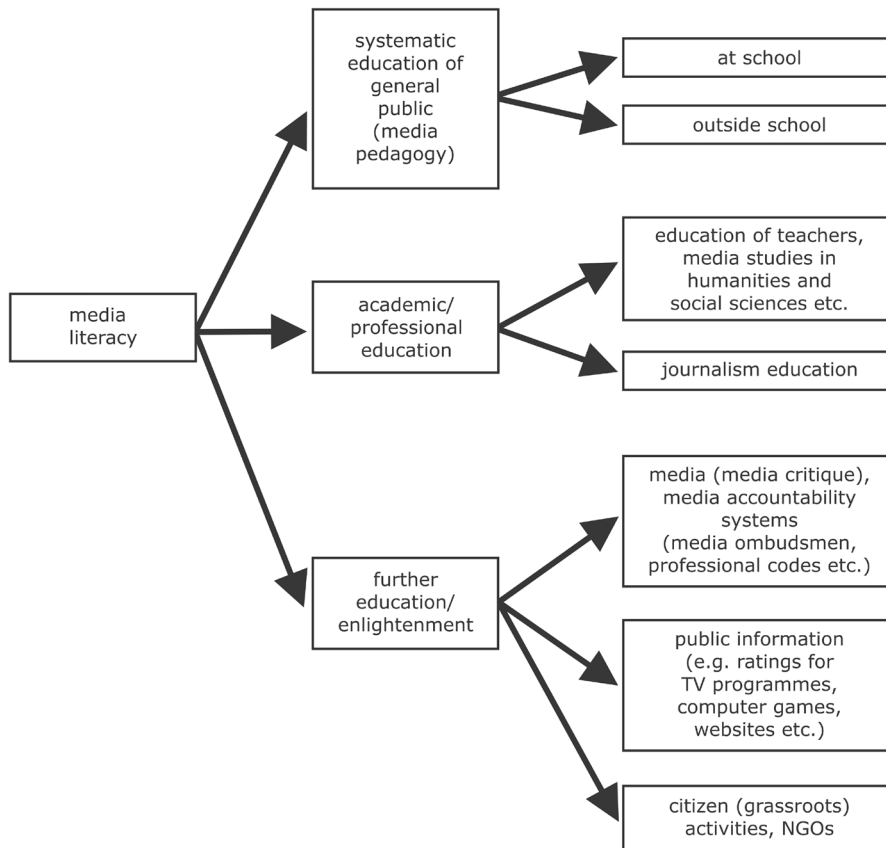 systematic
education of
general
public
(media
pedagogy)
at school
outside school
media
literacy
academic/
professional
education
education of teachers,
media studies in
humanities and
social sciences etc.
journalism education
further
education/
enlightenment
media (media critique),
media accountability
systems
(media ombudsmen,
professional codes etc.)
public information
(e.g. ratings for
TV programmes,
computer games,
websites etc.)
citizen (grassroots)
activities, NGOs